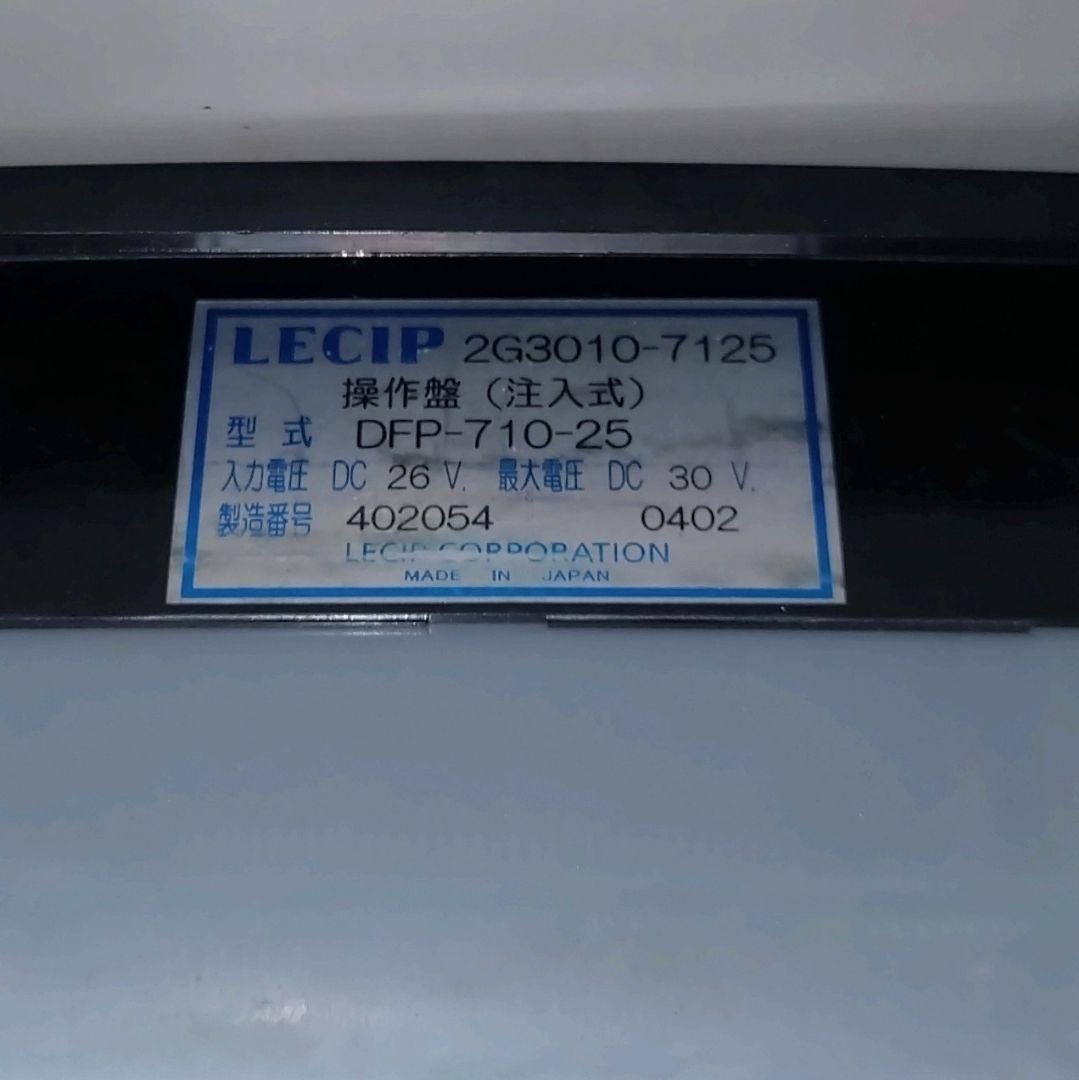 LECIP 2G3010-7125
操作盤（注入式）
型式 DFP-710-25
入力電圧 DC 26 V. 最大電圧 DC 30 V.
製造番号 402054 0402
LECIP CORPORATION
MADE IN JAPAN